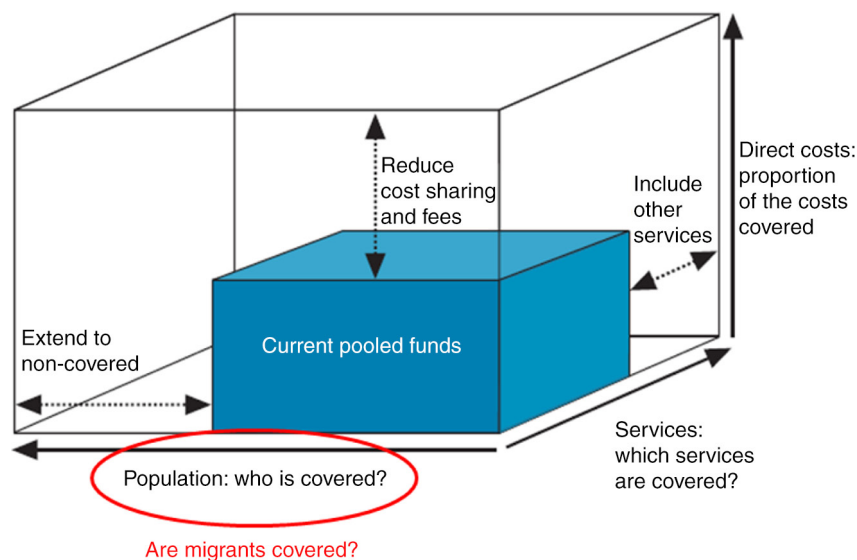 Reduce
cost sharing
and fees
Include
other
services
Direct costs:
proportion
of the costs
covered
Extend to
non-covered
Current pooled funds
Services:
which services
are covered?
Population: who is covered?
Are migrants covered?